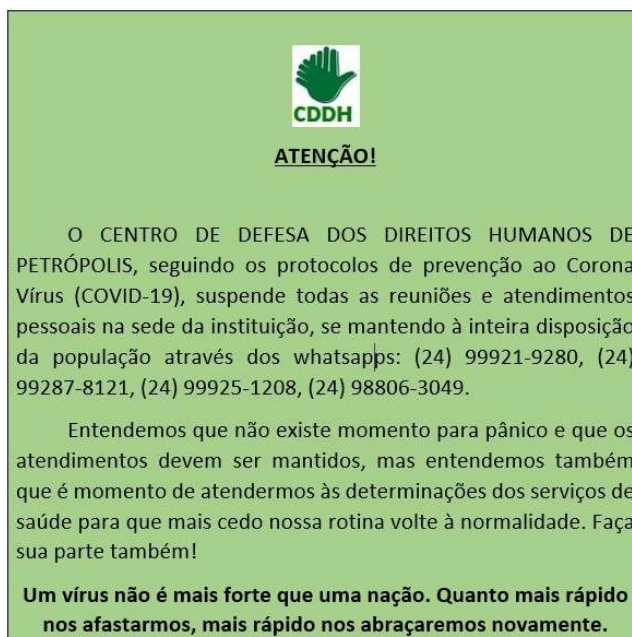 CDDH
ATENÇÃO!
O CENTRO DE DEFESA DOS DIREITOS HUMANOS DE
PETRÓPOLIS, seguindo os protocolos de prevenção ao Corona
Vírus (COVID-19), suspende todas as reuniões e atendimentos
pessoais na sede da instituição, se mantendo à inteira disposição
da população através dos whatsapps: (24) 99921-9280, (24)
99287-8121, (24) 99925-1208, (24) 98806-3049.
Entendemos que não existe momento para pânico e que os
atendimentos devem ser mantidos, mas entendemos também
que é momento de atendermos às determinações dos serviços de
saúde para que mais cedo nossa rotina volte à normalidade. Faça
sua parte também!
Um vírus não é mais forte que uma nação. Quanto mais rápido
nos afastarmos, mais rápido nos abraçaremos novamente.